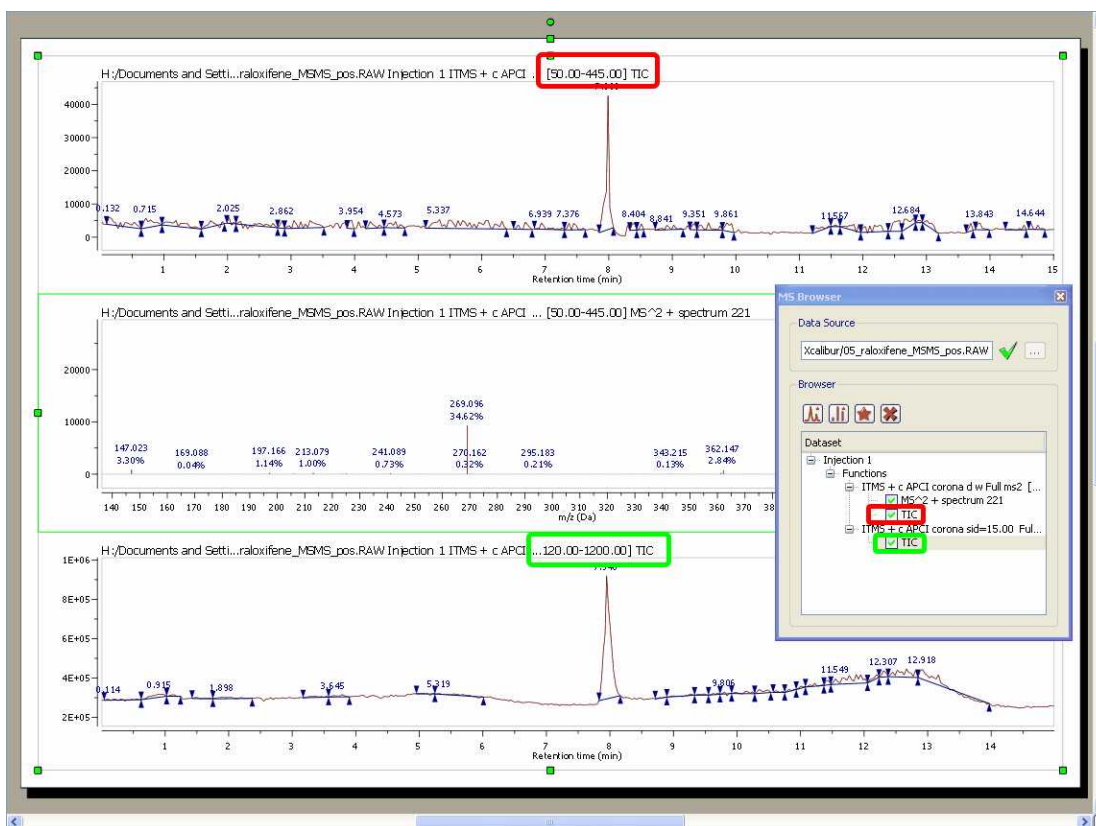 H:/Documents and Setti...raloxifene_MSMS_pos.RAW Injection 1 ITMS + c APCI ... [50.00-445.00] TIC
40000
30000
20000
10000
0
0.132 0.715 2.025 2.862 3.954 4.573 5.337 6.939 7.376 8.404 8.841 9.351 9.861 11.567 12.684 13.843 14.644
1 2 3 4 5 6 7 8 9 10 11 12 13 14 15
Retention time (min)
H:/Documents and Setti...raloxifene_MSMS_pos.RAW Injection 1 ITMS + c APCI ... [50.00-445.00] MS^2 + spectrum 221
20000
10000
0
147.023 169.088 197.166 213.079 241.089 269.096 270.162 295.183 343.215 362.147
3.30% 0.04% 1.14% 1.00% 0.73% 34.62% 0.32% 0.21% 0.13% 2.84%
140 150 160 170 180 190 200 210 220 230 240 250 260 270 280 290 300 310 320 330 340 350 360 370
m/z (Da)
MS Browser
Data Source
Xcalibur/05_raloxifene_MSMS_pos.RAW
...
Browser
Dataset
Injection 1
Functions
ITMS + c APCI corona d w Full ms2 [...
MS^2 + spectrum 221
TIC
ITMS + c APCI corona sid=15.00 Ful...
TIC
H:/Documents and Setti...raloxifene_MSMS_pos.RAW Injection 1 ITMS + c APCI ...120.00-1200.00] TIC
1E+06
8E+05
6E+05
4E+05
2E+05
0.114 0.915 1.898 3.645 5.319 9.806 11.549 12.307 12.918
1 2 3 4 5 6 7 8 9 10 11 12 13 14
Retention time (min)